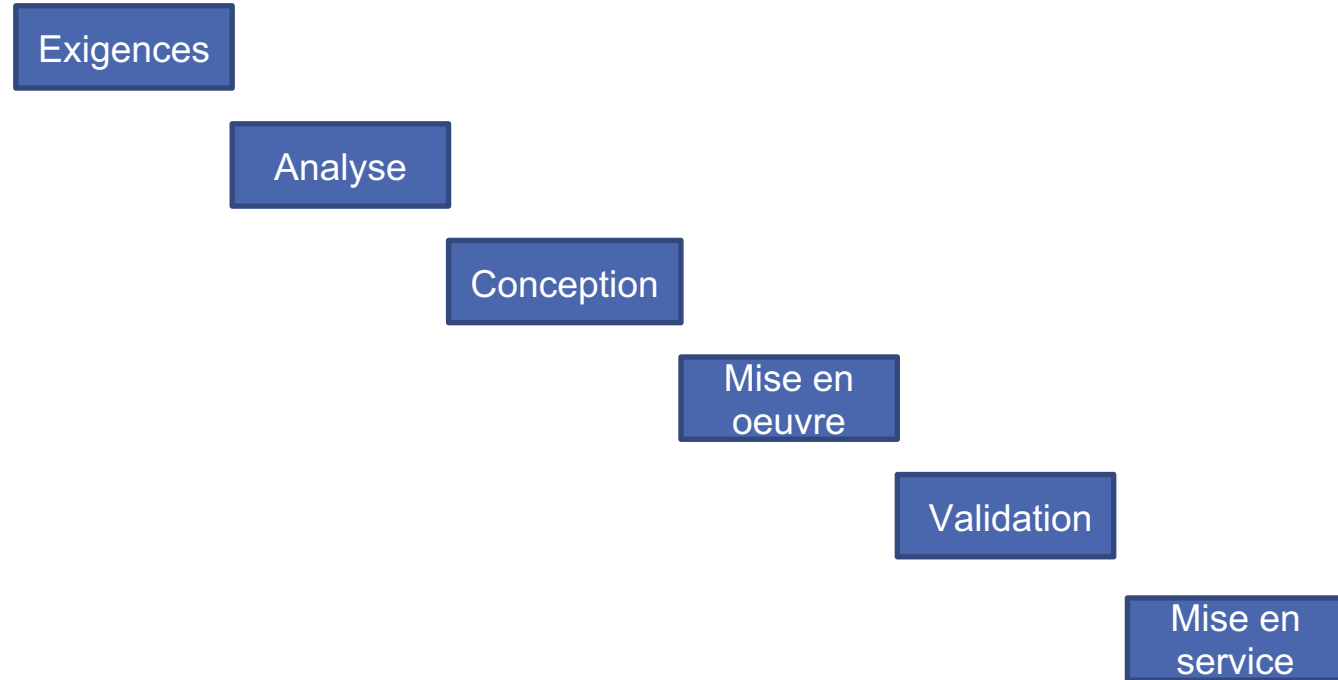 Exigences
Analyse
Conception
Mise en
oeuvre
Validation
Mise en
service